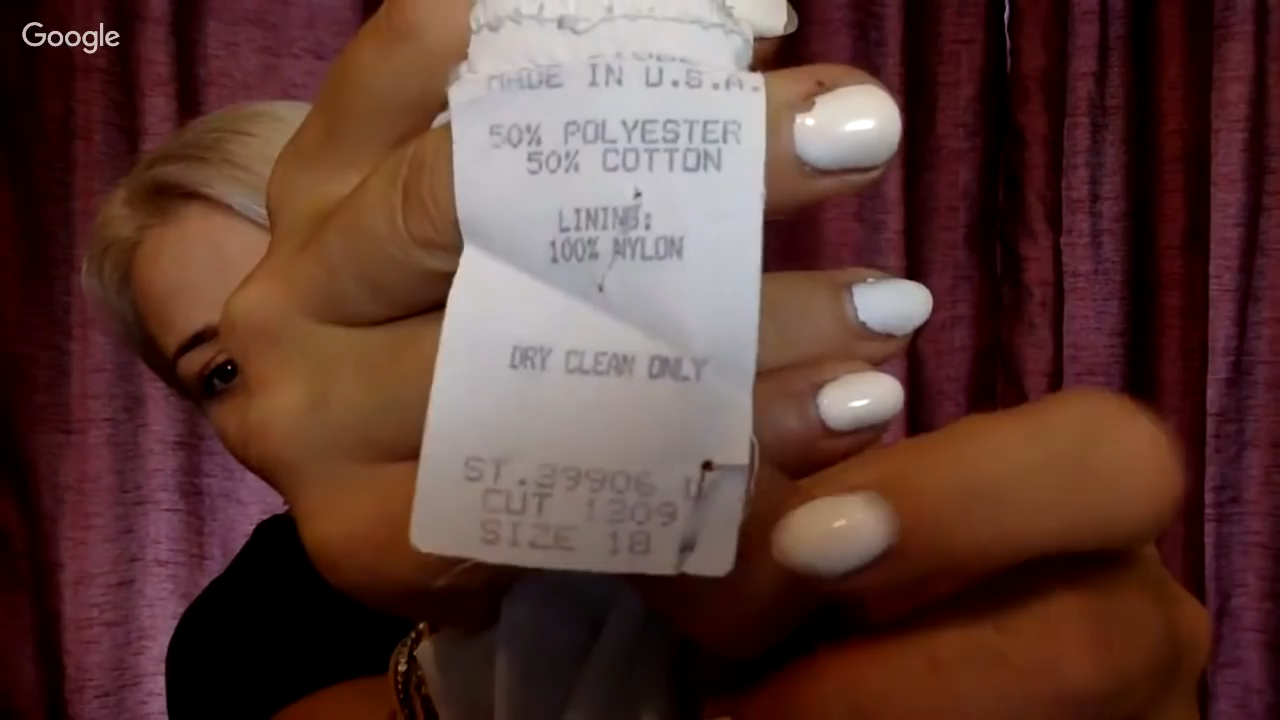 Google
MADE IN U.S.A.
50% POLYESTER
50% COTTON
LINING:
100% NYLON
DRY CLEAN ONLY
ST.39906
CUT 1309
SIZE 18